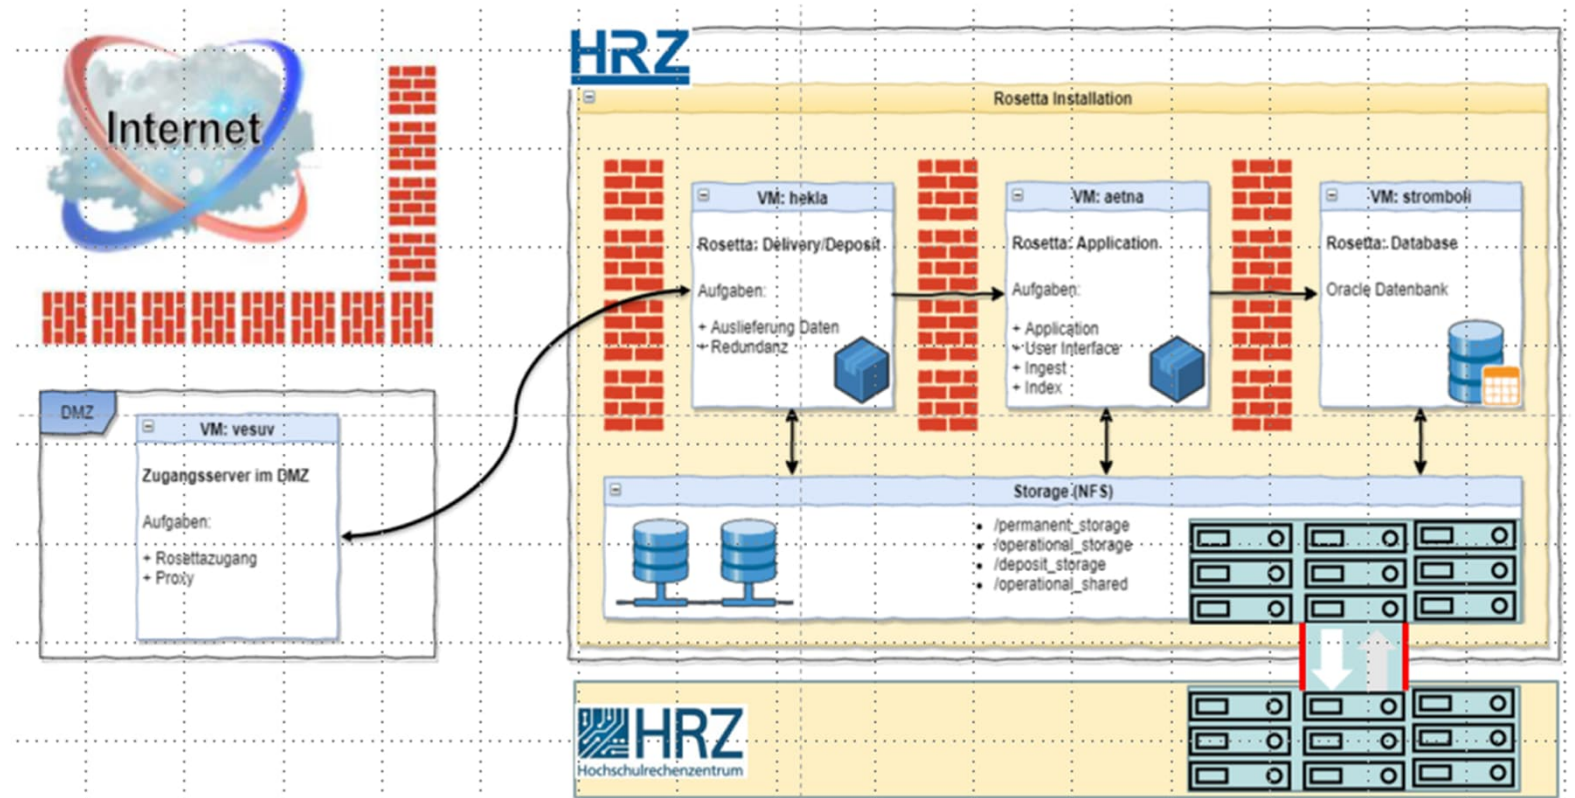 Internet
HRZ
Rosetta Installation
VM: hekla
Rosetta: Delivery/Deposit
Aufgaben:
+ Auslieferung Daten
+ Redundanz
VM: aetna
Rosetta: Application
Aufgaben:
+ Application
+ User Interface
+ Ingest
+ Index
VM: stromboli
Rosetta: Database
Oracle Datenbank
DMZ
VM: vesuv
Zugangsserver im DMZ
Aufgaben:
+ Rosettazugang
+ Proxy
Storage (NFS)
• /permanent_storage
• /operational_storage
• /deposit_storage
• /operational_shared
HRZ
Hochschulrechenzentrum